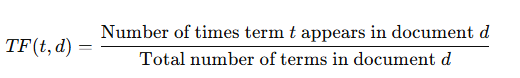 TF(t, d) = Number of times term t appears in document d
Total number of terms in document d